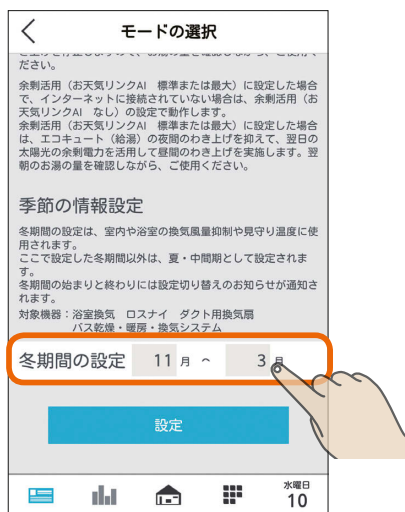 モードの選択
ださい。
余剰活用（お天気リンクAI　標準または最大）に設定した場合
で、インターネットに接続されていない場合は、余剰活用（お
天気リンクAI　なし）の設定で動作します。
余剰活用（お天気リンクAI　標準または最大）に設定した場合
は、エコキュート（給湯）の夜間のわき上げを抑えて、翌日の
太陽光の余剰電力を活用して昼間のわき上げを実施します。翌
朝のお湯の量を確認しながら、ご使用ください。
季節の情報設定
冬期間の設定は、室内や浴室の換気風量抑制や見守り温度に使
用されます。
ここで設定した冬期間以外は、夏・中間期として設定されま
す。
冬期間の始まりと終わりには設定切り替えのお知らせが通知さ
れます。
対象機器：浴室換気　ロスナイ　ダクト用換気扇
バス乾燥・暖房・換気システム
冬期間の設定　11 月 ～ 3 月
設定
水曜日
10